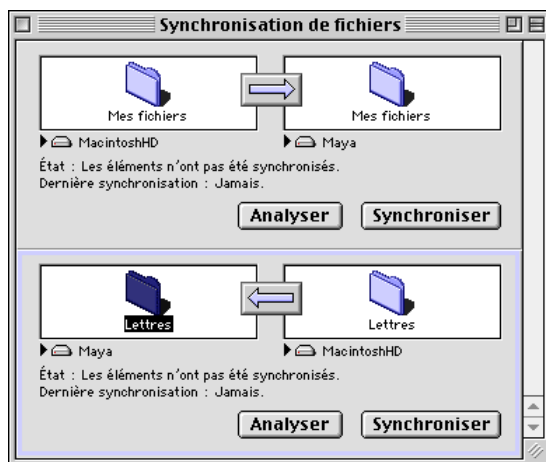 Synchronisation de fichiers
Mes fichiers Mes fichiers
MacintoshHD Maya
État : Les éléments n'ont pas été synchronisés.
Dernière synchronisation : Jamais.
Analyser Synchroniser
Lettres Lettres
Maya MacintoshHD
État : Les éléments n'ont pas été synchronisés.
Dernière synchronisation : Jamais.
Analyser Synchroniser